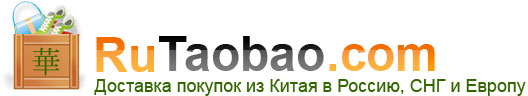 華
RuTaobao.com
Доставка покупок из Китая в Россию, СНГ и Европу